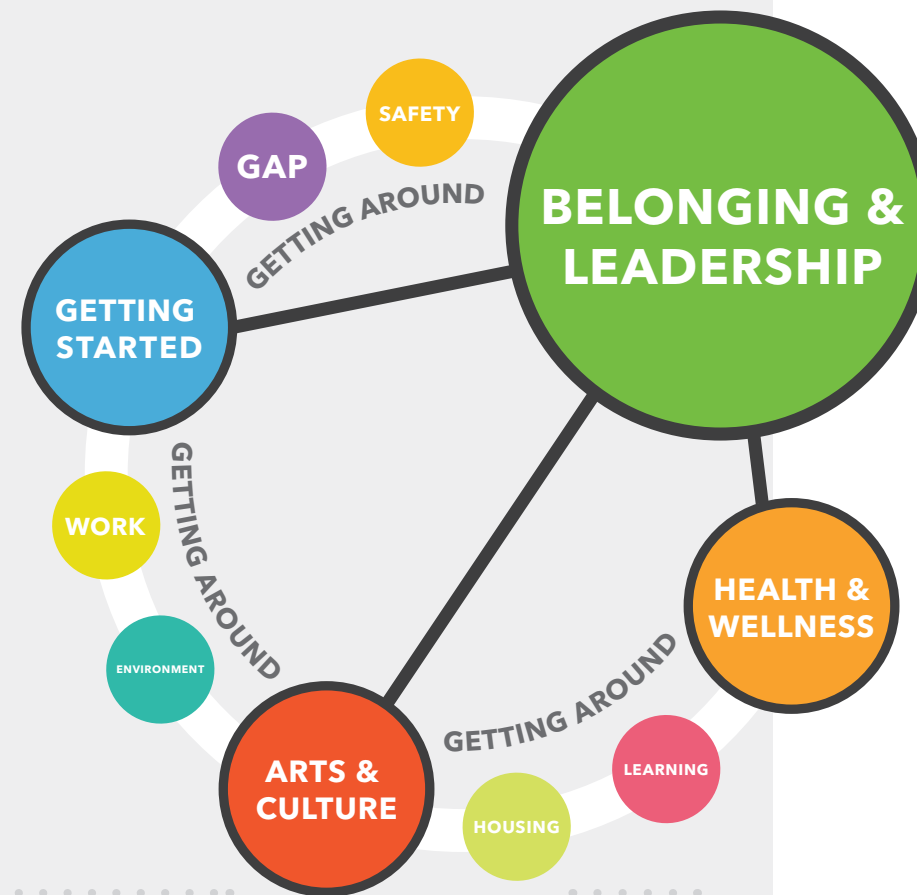 SAFETY
GAP
GETTING AROUND
BELONGING &
LEADERSHIP
GETTING
STARTED
GETTING AROUND
WORK
ENVIRONMENT
HEALTH &
WELLNESS
GETTING AROUND
ARTS &
CULTURE
LEARNING
HOUSING